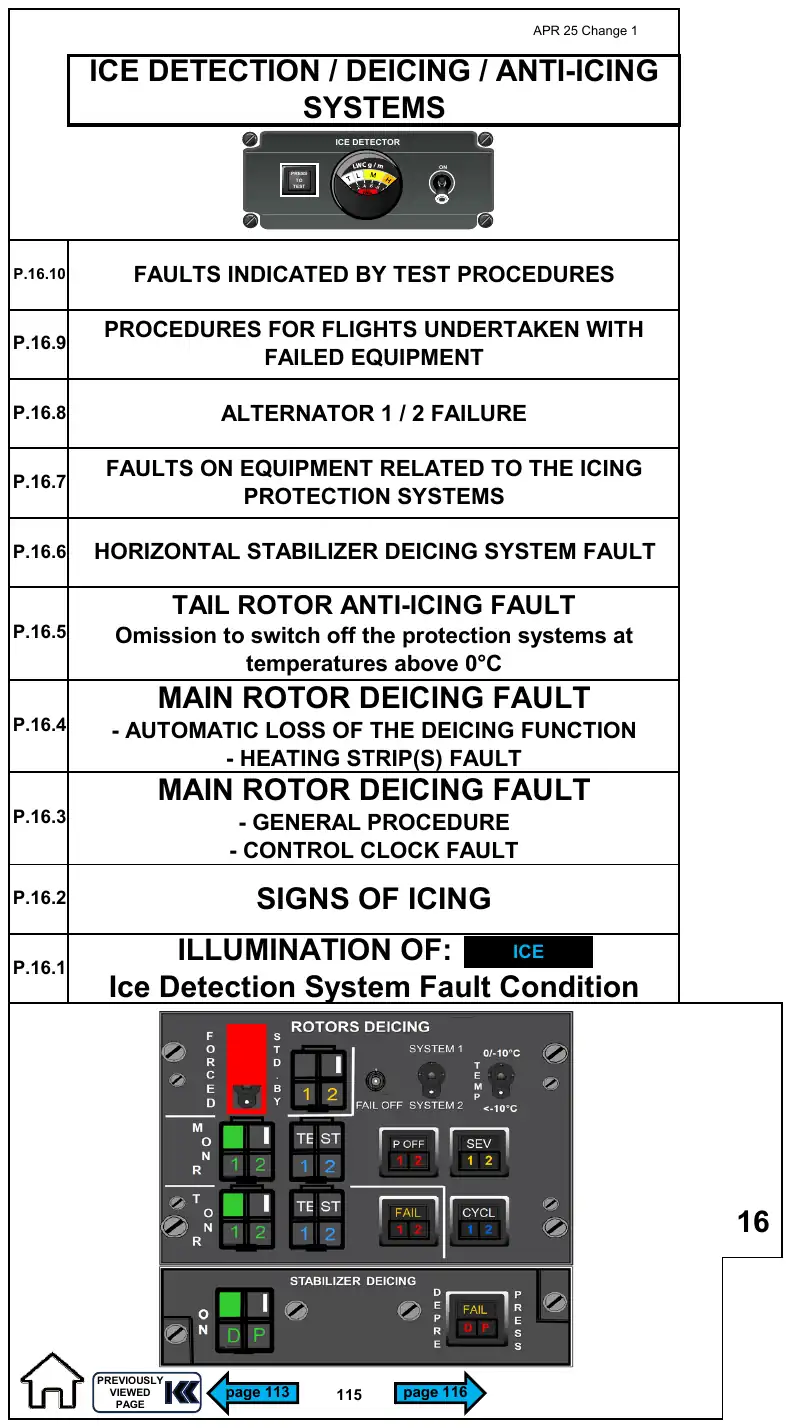 APR 25 Change 1
ICE DETECTION / DEICING / ANTI-ICING
SYSTEMS
ICE DETECTOR
PRESS
TO
TEST
LWC g / m
T L M H
ON
P.16.10
FAULTS INDICATED BY TEST PROCEDURES
P.16.9
PROCEDURES FOR FLIGHTS UNDERTAKEN WITH
FAILED EQUIPMENT
P.16.8
ALTERNATOR 1 / 2 FAILURE
P.16.7
FAULTS ON EQUIPMENT RELATED TO THE ICING
PROTECTION SYSTEMS
P.16.6
HORIZONTAL STABILIZER DEICING SYSTEM FAULT
P.16.5
TAIL ROTOR ANTI-ICING FAULT
Omission to switch off the protection systems at
temperatures above 0°C
P.16.4
MAIN ROTOR DEICING FAULT
- AUTOMATIC LOSS OF THE DEICING FUNCTION
- HEATING STRIP(S) FAULT
P.16.3
MAIN ROTOR DEICING FAULT
- GENERAL PROCEDURE
- CONTROL CLOCK FAULT
P.16.2
SIGNS OF ICING
P.16.1
ILLUMINATION OF: ICE
Ice Detection System Fault Condition
ROTORS DEICING
FORCED
STD.BY
1 2
SYSTEM 1
FAIL OFF SYSTEM 2
TEMP
0/-10°C
<-10°C
M R
ON
1 2
TEST
1 2
P OFF
1 2
SEV
1 2
T R
ON
1 2
TEST
1 2
FAIL
1 2
CYCL
1 2
16
STABILIZER DEICING
ON
D P
DEPRE
FAIL
D P
PRESS
PREVIOUSLY
VIEWED
PAGE
page 113
115
page 116